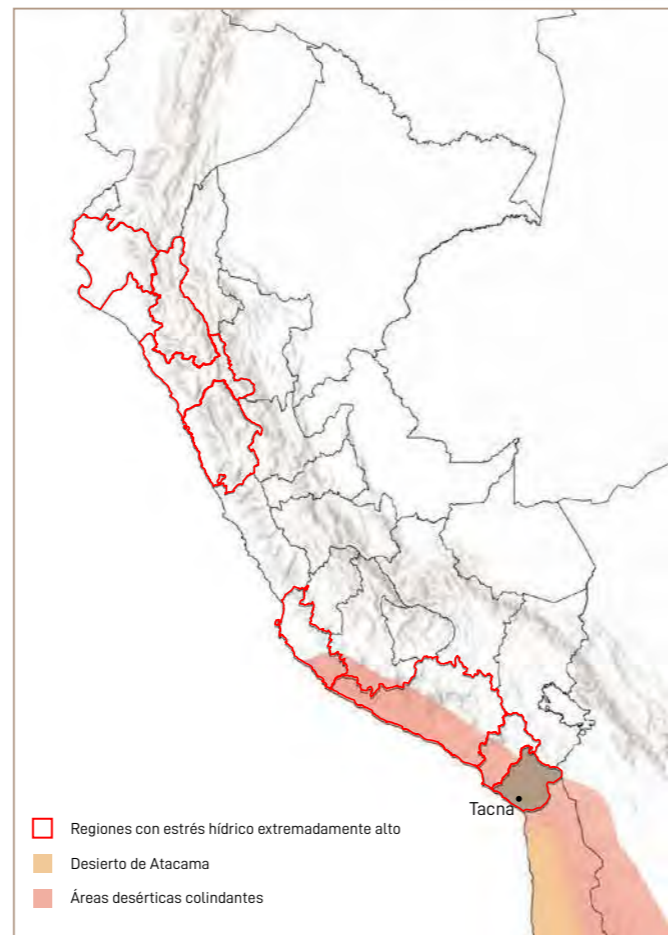 Tacna
Regiones con estrés hídrico extremadamente alto
Desierto de Atacama
Áreas desérticas colindantes